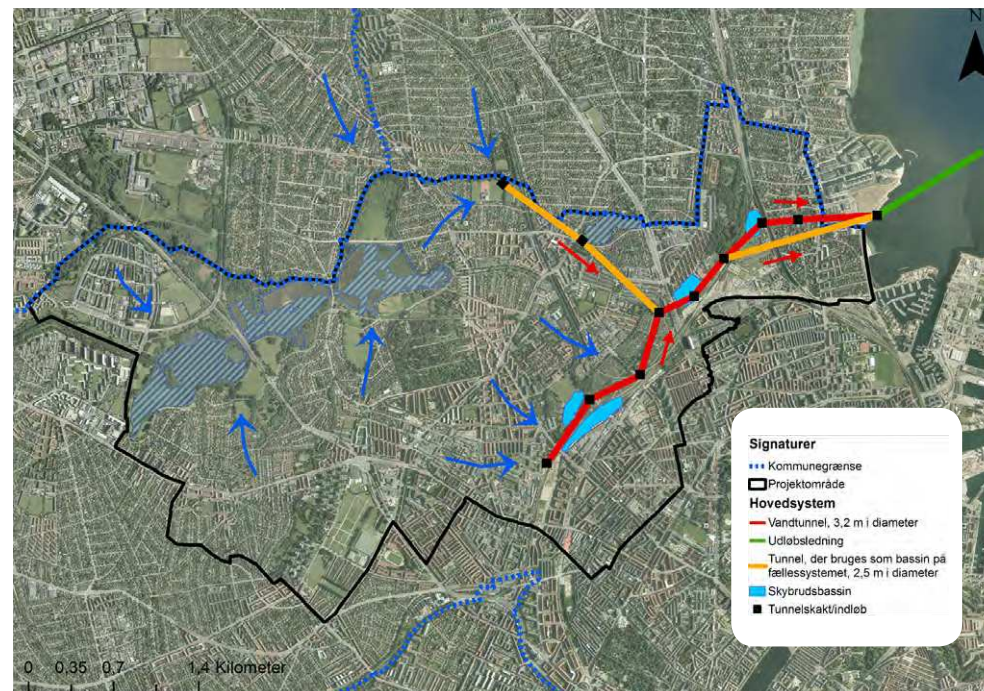 N
Signaturer
Kommunegrænse
Projektområde
Hovedsystem
Vandtunnel, 3,2 m i diameter
Udløbsledning
Tunnel, der bruges som bassin på
fællessystemet, 2,5 m i diameter
Skybrudsbassin
Tunnelskakt/indløb
0 0,35 0,7 1,4 Kilometer